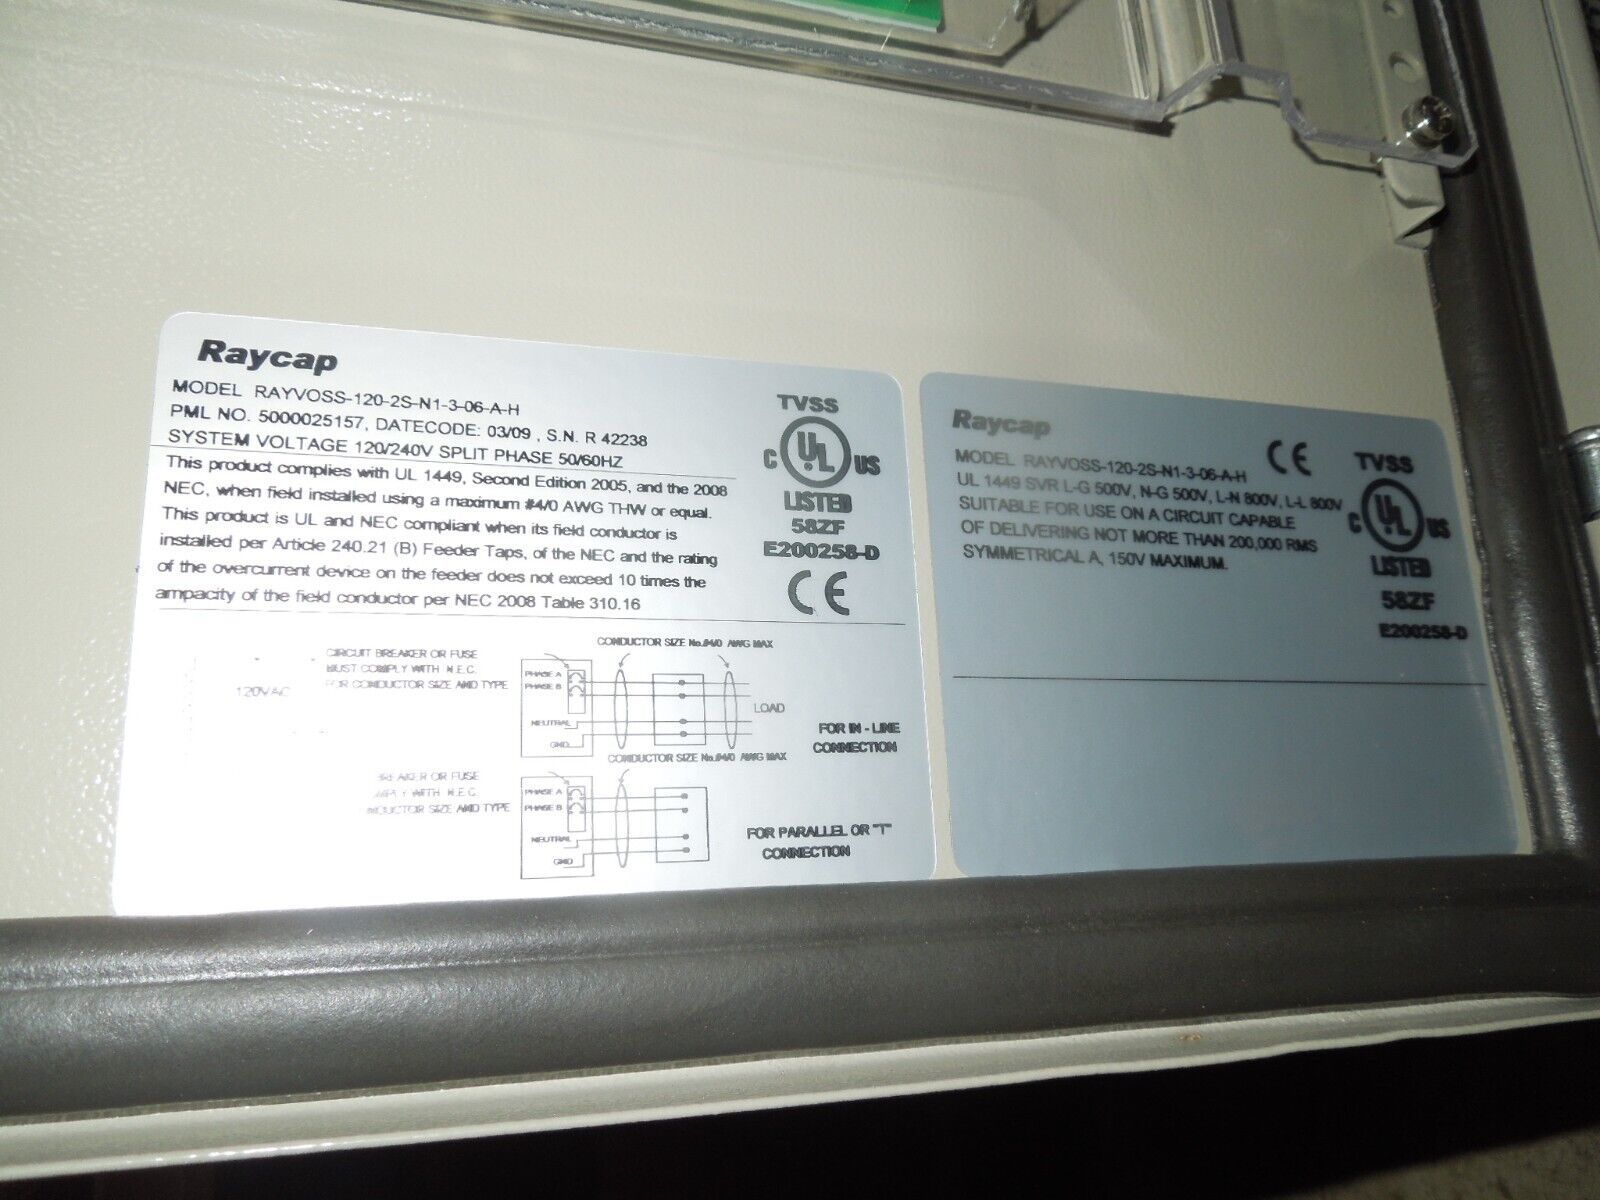 Raycap
MODEL RAYVOSS-120-2S-N1-3-06-A-H
PML NO. 5000025157, DATECODE: 03/09 , S.N. R 42238
SYSTEM VOLTAGE 120/240V SPLIT PHASE 50/60HZ
This product complies with UL 1449, Second Edition 2005, and the 2008
NEC, when field installed using a maximum #4/0 AWG THW or equal.
This product is UL and NEC compliant when its field conductor is
installed per Article 240.21 (B) Feeder Taps, of the NEC and the rating
of the overcurrent device on the feeder does not exceed 10 times the
ampacity of the field conductor per NEC 2008 Table 310.16
TVSS
C UL US
LISTED
58ZF
E200258-D
CE
CONDUCTOR SIZE No.#4/0 AWG MAX
CIRCUIT BREAKER OR FUSE
MUST COMPLY WITH N.E.C.
FOR CONDUCTOR SIZE AND TYPE
120VAC
PHASE A
PHASE B
NEUTRAL
GND
LOAD
FOR IN - LINE
CONNECTION
CONDUCTOR SIZE No.#4/0 AWG MAX
BREAKER OR FUSE
WITH N.E.C.
SIZE AND TYPE
PHASE A
PHASE B
NEUTRAL
GND
FOR PARALLEL OR "T"
CONNECTION
Raycap
MODEL RAYVOSS-120-2S-N1-3-06-A-H
UL 1449 SVR L-G 500V, N-G 500V, L-N 800V, L-L 800V
SUITABLE FOR USE ON A CIRCUIT CAPABLE
OF DELIVERING NOT MORE THAN 200,000 RMS
SYMMETRICAL A, 150V MAXIMUM.
CE
TVSS
C UL US
LISTED
58ZF
E200258-D